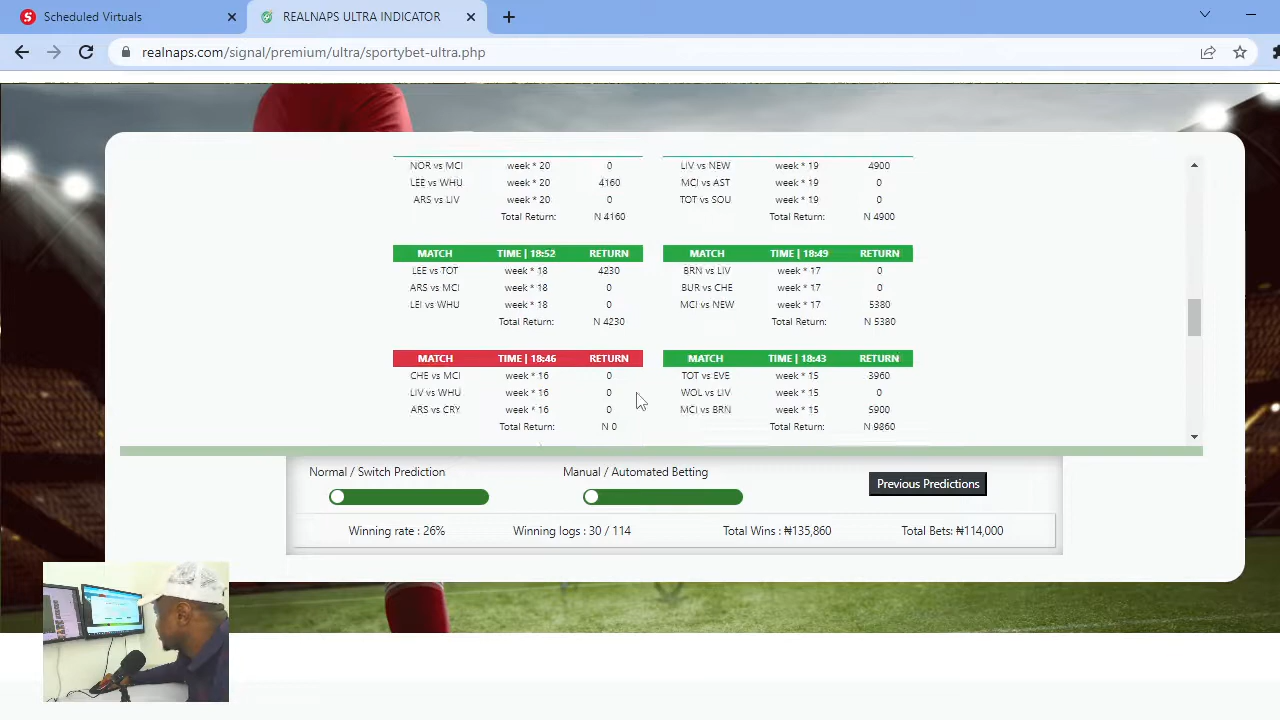 Scheduled Virtuals
REALNAPS ULTRA INDICATOR
realnaps.com/signal/premium/ultra/sportybet-ultra.php
NOR vs MCI week * 20 0
LEE vs WHU week * 20 4160
ARS vs LIV week * 20 0
Total Return: N 4160
LIV vs NEW week * 19 4900
MCI vs AST week * 19 0
TOT vs SOU week * 19 0
Total Return: N 4900
MATCH TIME | 18:52 RETURN
LEE vs TOT week * 18 4230
ARS vs MCI week * 18 0
LEI vs WHU week * 18 0
Total Return: N 4230
MATCH TIME | 18:49 RETURN
BRN vs LIV week * 17 0
BUR vs CHE week * 17 0
MCI vs NEW week * 17 5380
Total Return: N 5380
MATCH TIME | 18:46 RETURN
CHE vs MCI week * 16 0
LIV vs WHU week * 16 0
ARS vs CRY week * 16 0
Total Return: N 0
MATCH TIME | 18:43 RETURN
TOT vs EVE week * 15 3960
WOL vs LIV week * 15 0
MCI vs BRN week * 15 5900
Total Return: N 9860
Normal / Switch Prediction
Manual / Automated Betting
Previous Predictions
Winning rate : 26% Winning logs : 30 / 114 Total Wins : ₦135,860 Total Bets: ₦114,000